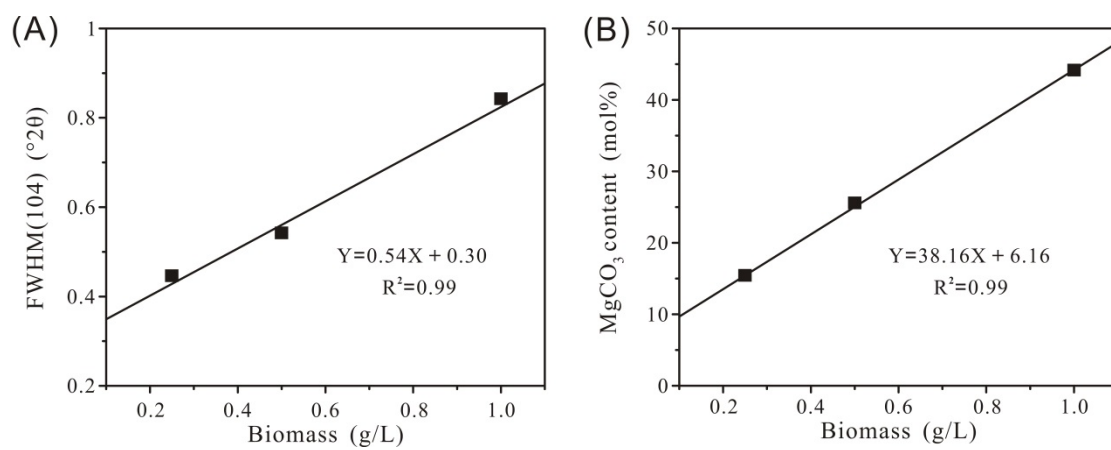 (A)
1
0.8
0.6
0.4
0.2
FWHM(104) (°2θ)
Y=0.54X + 0.30
R²=0.99
0.2 0.4 0.6 0.8 1.0
Biomass (g/L)
(B)
50
40
30
20
10
0
MgCO₃ content (mol%)
Y=38.16X + 6.16
R²=0.99
0.2 0.4 0.6 0.8 1.0
Biomass (g/L)